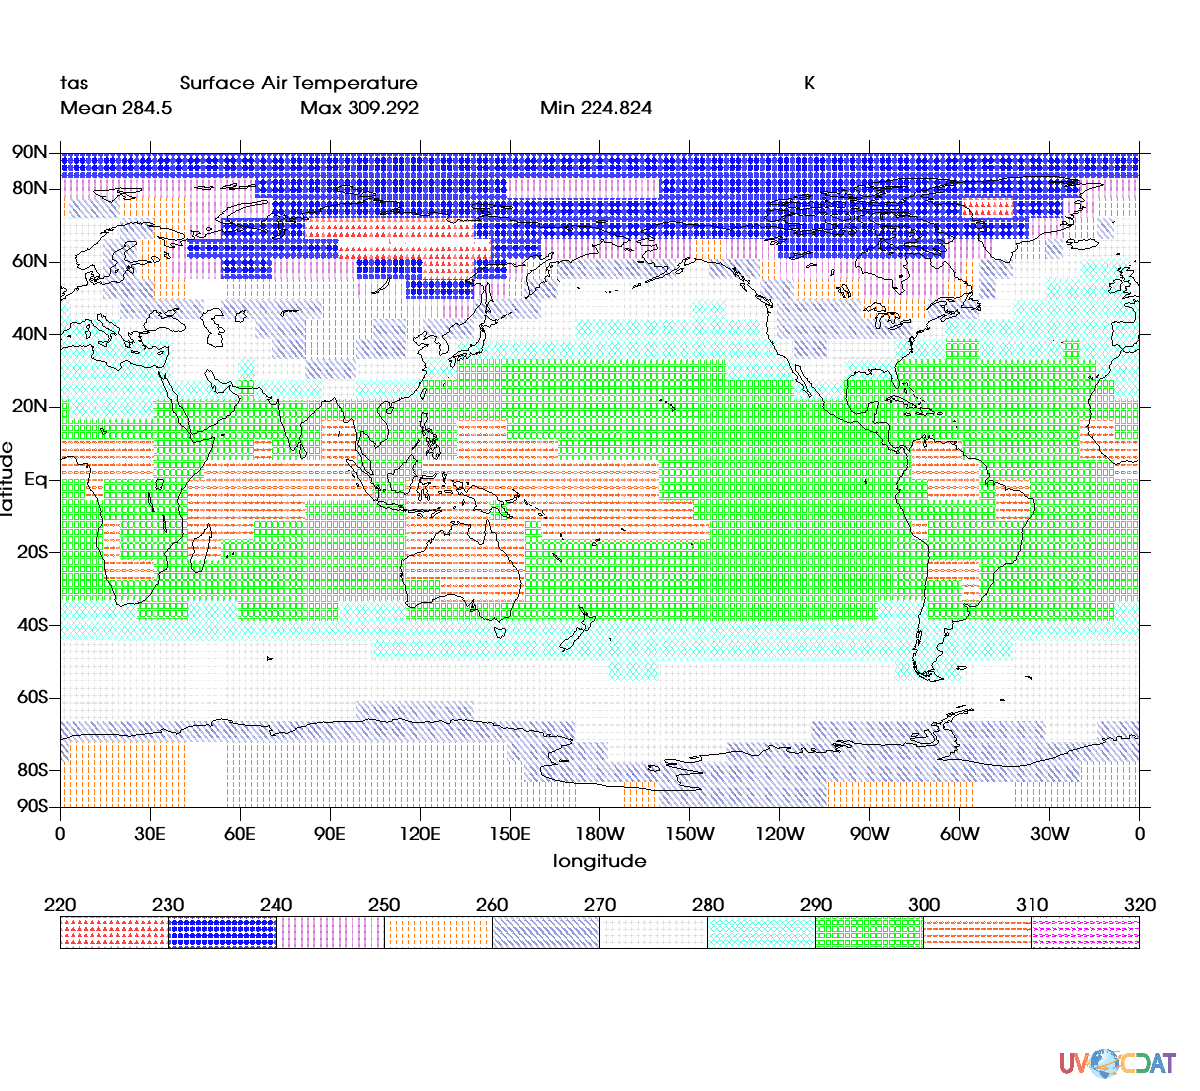 tas Surface Air Temperature K
Mean 284.5 Max 309.292 Min 224.824
90N
80N
60N
40N
20N
Eq
20S
40S
60S
80S
90S
latitude
0 30E 60E 90E 120E 150E 180W 150W 120W 90W 60W 30W 0
longitude
220 230 240 250 260 270 280 290 300 310 320
UV CDAT